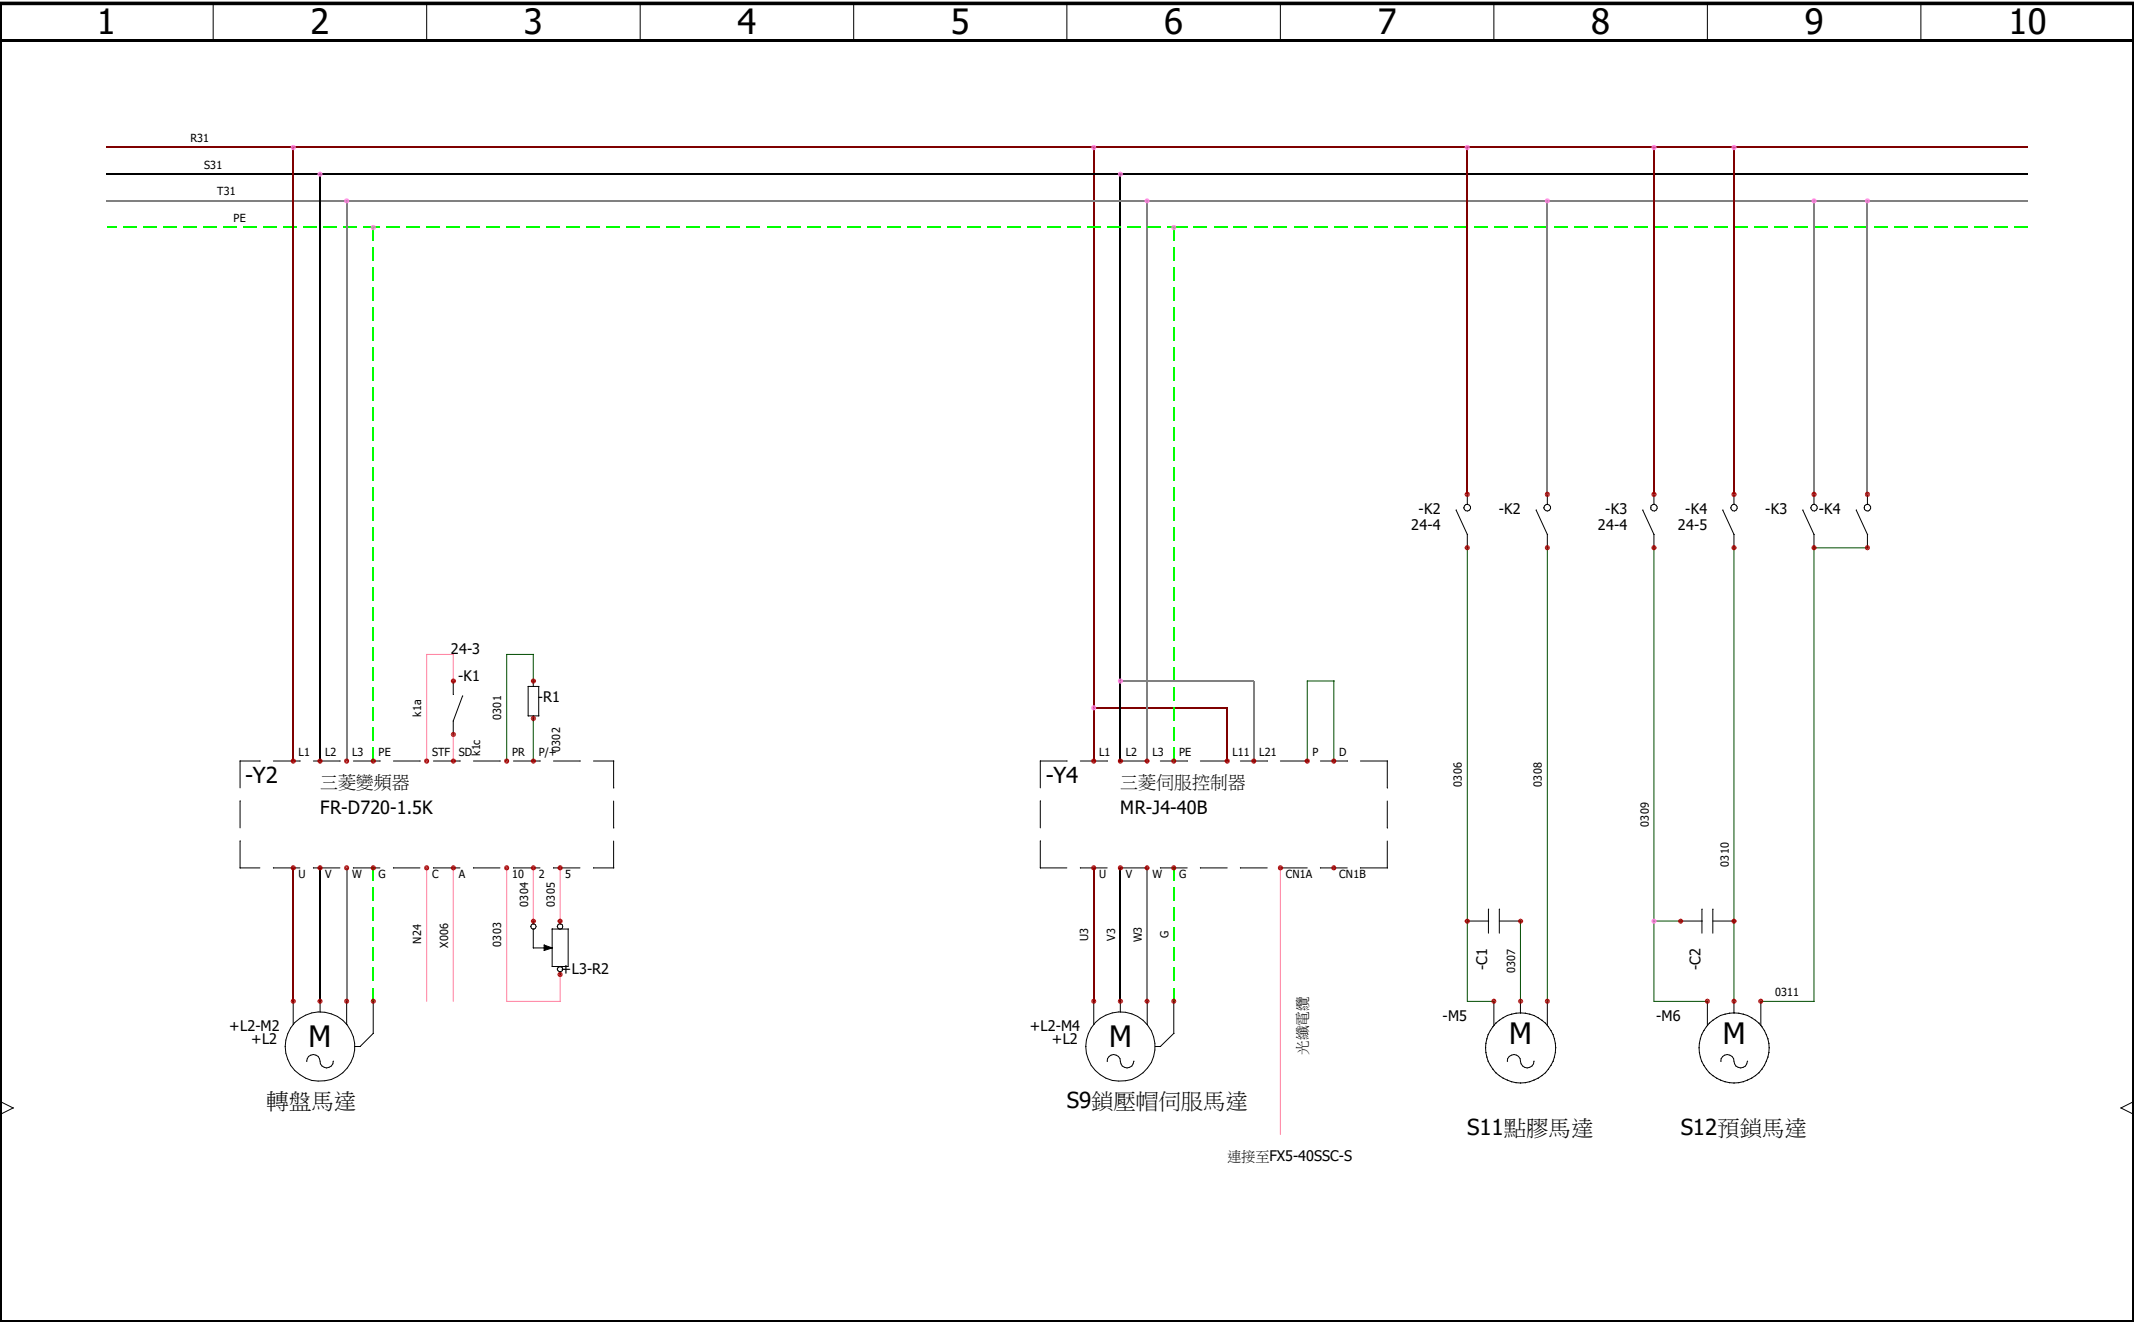 1 2 3 4 5 6 7 8 9 10
R31
S31
T31
PE
-K2
24-4
-K2
-K3
24-4
-K4
24-5
-K3
-K4
24-3
-K1
k1a
k1c
0301
-R1
0302
L1 L2 L3 PE STF SD PR P/+
-Y2
三菱變頻器
FR-D720-1.5K
U V W G C A 10 2 5
N24
X006
0303
0304
0305
+L3-R2
+L2-M2
+L2
M
轉盤馬達
L1 L2 L3 PE L11 L21 P D
-Y4
三菱伺服控制器
MR-J4-40B
U V W G CN1A CN1B
U3
V3
W3
G
光纖電纜
+L2-M4
+L2
M
S9鎖壓帽伺服馬達
連接至FX5-40SSC-S
0306
0308
-C1
0307
-M5
M
S11點膠馬達
0309
0310
-C2
0311
-M6
M
S12預鎖馬達